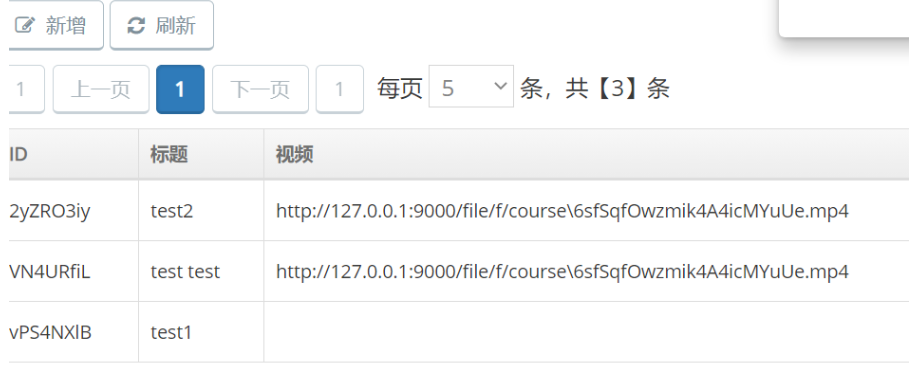 新增 刷新
1 上一页 1 下一页 1 每页 5 条，共【3】条
ID 标题 视频
2yZRO3iy test2 http://127.0.0.1:9000/file/f/course\6sfSqfOwzmik4A4icMYuUe.mp4
VN4URfiL test test http://127.0.0.1:9000/file/f/course\6sfSqfOwzmik4A4icMYuUe.mp4
vPS4NXlB test1